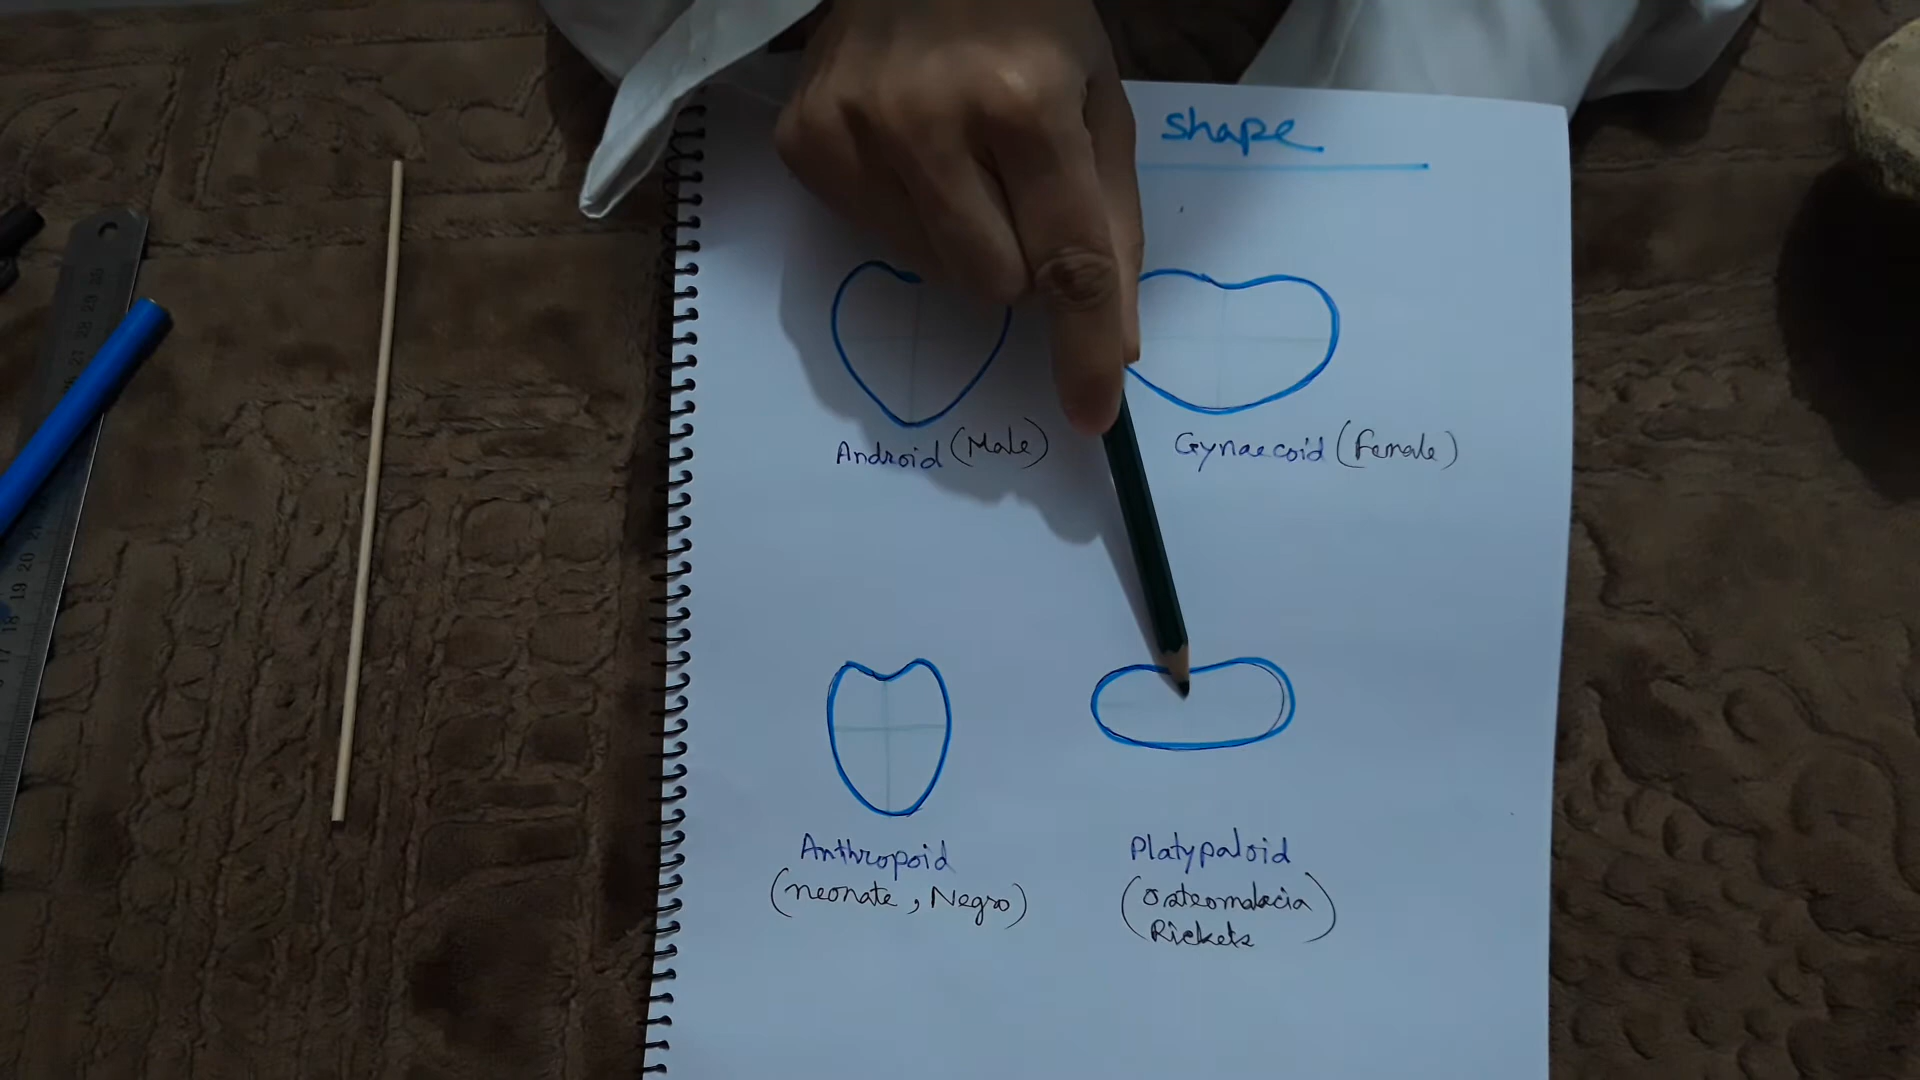 shape
Android (Male)
Gynaecoid (Female)
Anthropoid
(neonate, Negro)
Platypaloid
(Osteomalacia
Rickets)